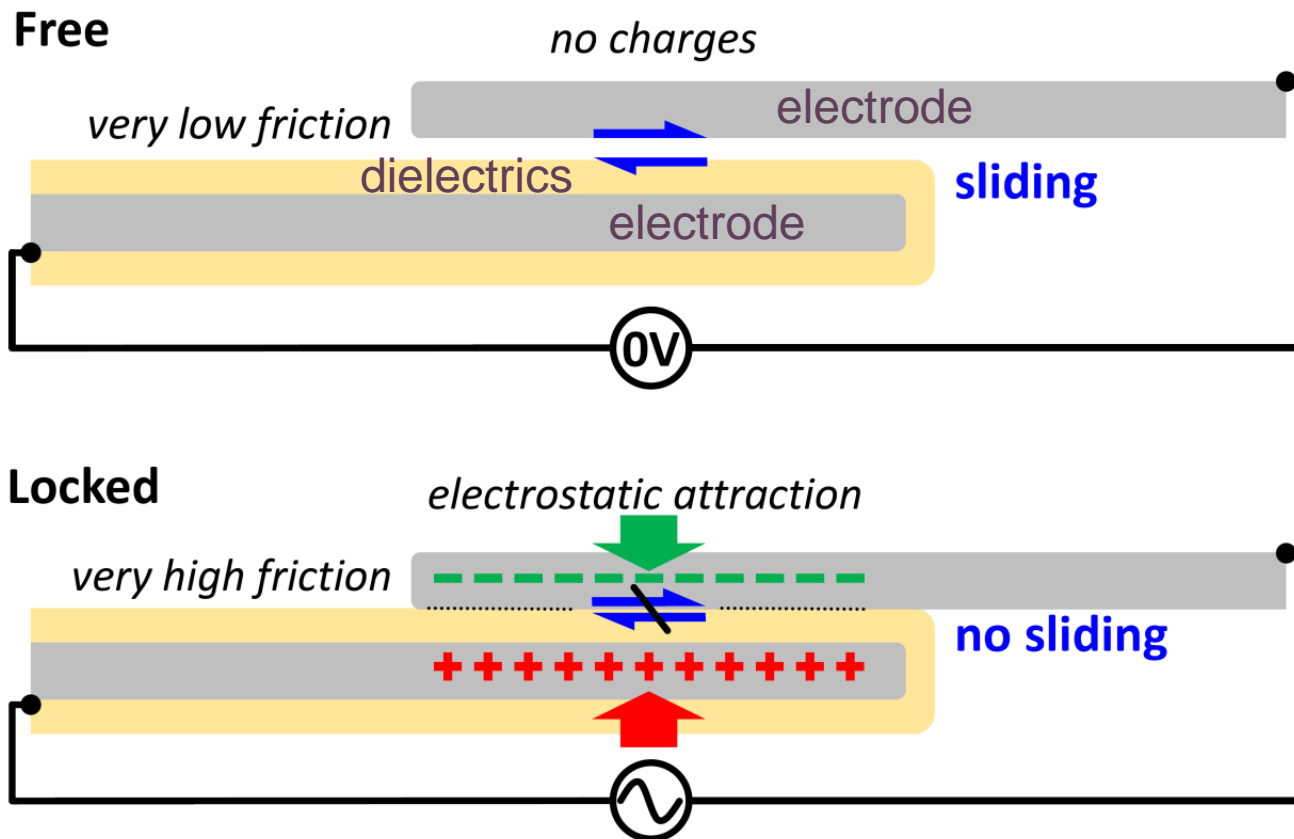 Free
no charges
electrode
very low friction
dielectrics
sliding
electrode
0V
Locked
electrostatic attraction
very high friction
no sliding